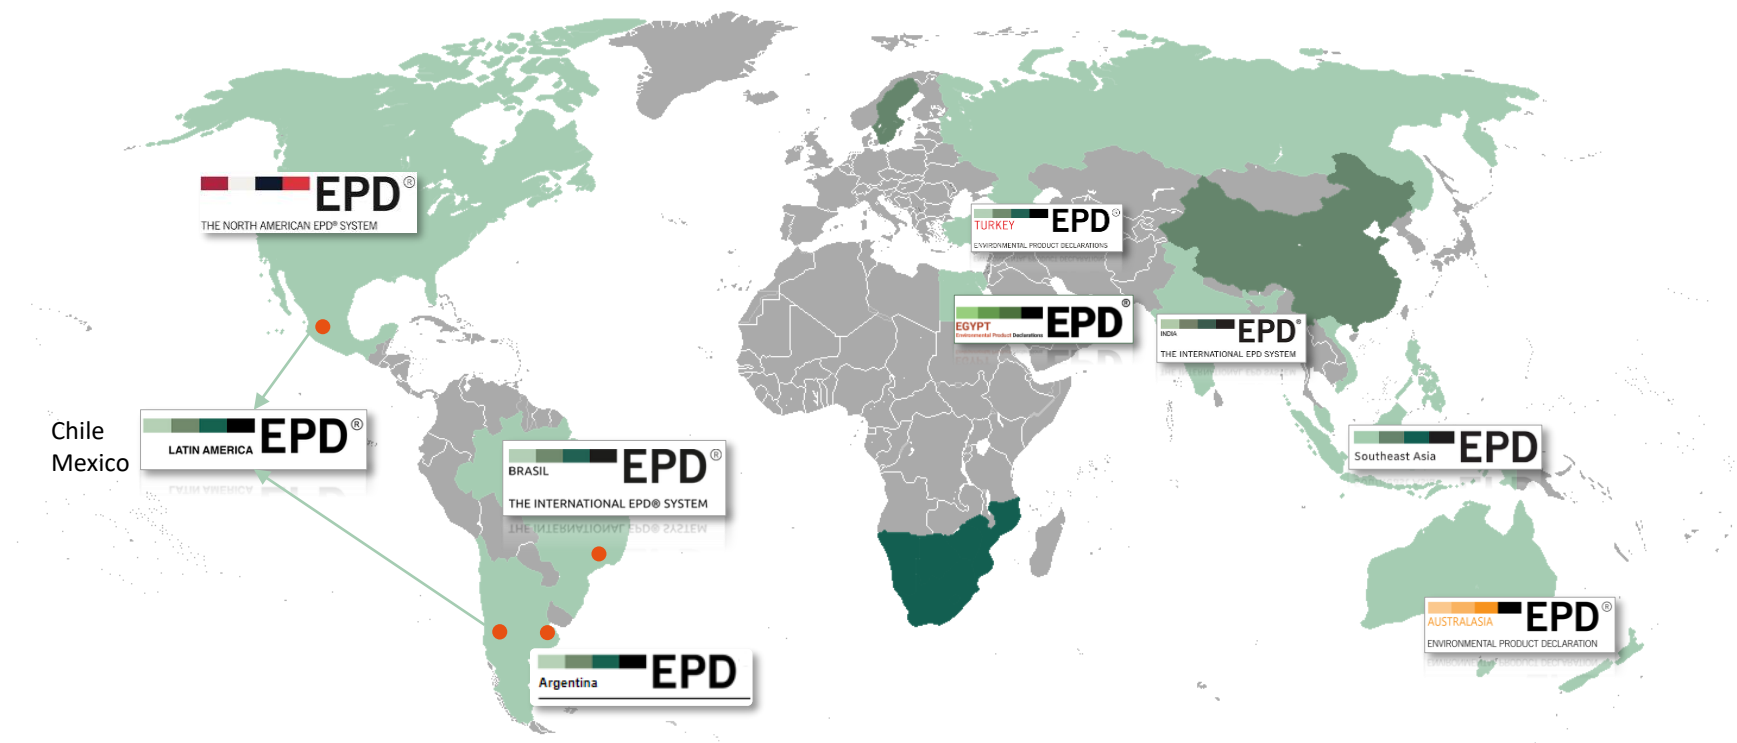 EPD®
THE NORTH AMERICAN EPD® SYSTEM
TURKEY
EPD®
ENVIRONMENTAL PRODUCT DECLARATIONS
EGYPT
Environmental Product Declarations
EPD®
INDIA
EPD®
THE INTERNATIONAL EPD SYSTEM
Chile
Mexico
LATIN AMERICA
EPD®
BRASIL
EPD®
THE INTERNATIONAL EPD® SYSTEM
Southeast Asia
EPD
AUSTRALASIA
EPD®
ENVIRONMENTAL PRODUCT DECLARATION
Argentina
EPD